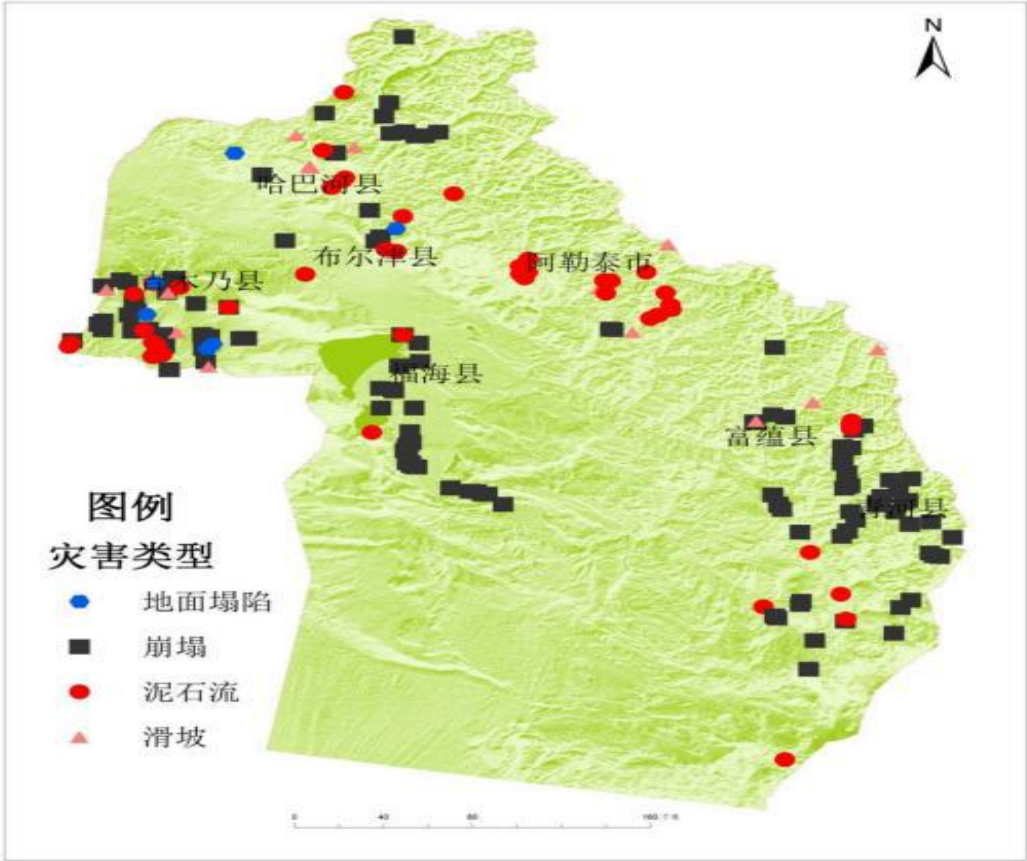 N
哈巴河县
布尔津县
阿勒泰市
木乃县
福海县
富蕴县
青河县
图例
灾害类型
地面塌陷
崩塌
泥石流
滑坡
0 40 80 160